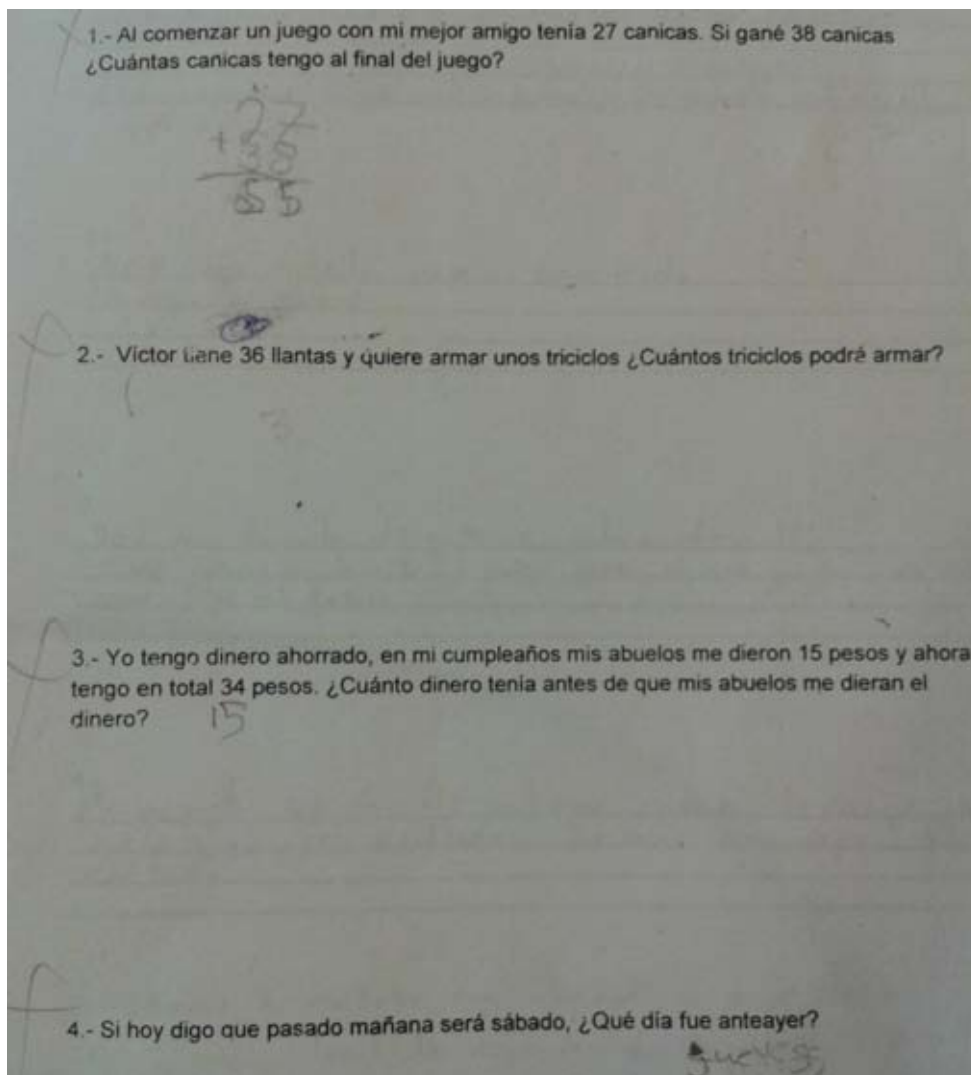 1.- Al comenzar un juego con mi mejor amigo tenía 27 canicas. Si gané 38 canicas
¿Cuántas canicas tengo al final del juego?
27
+ 38
55
2.- Victor tiene 36 llantas y quiere armar unos triciclos ¿Cuántos triciclos podrá armar?
3.- Yo tengo dinero ahorrado, en mi cumpleaños mis abuelos me dieron 15 pesos y ahora
tengo en total 34 pesos. ¿Cuánto dinero tenía antes de que mis abuelos me dieran el
dinero? 15
4.- Si hoy digo que pasado mañana será sábado, ¿Qué día fue anteayer?
jueves